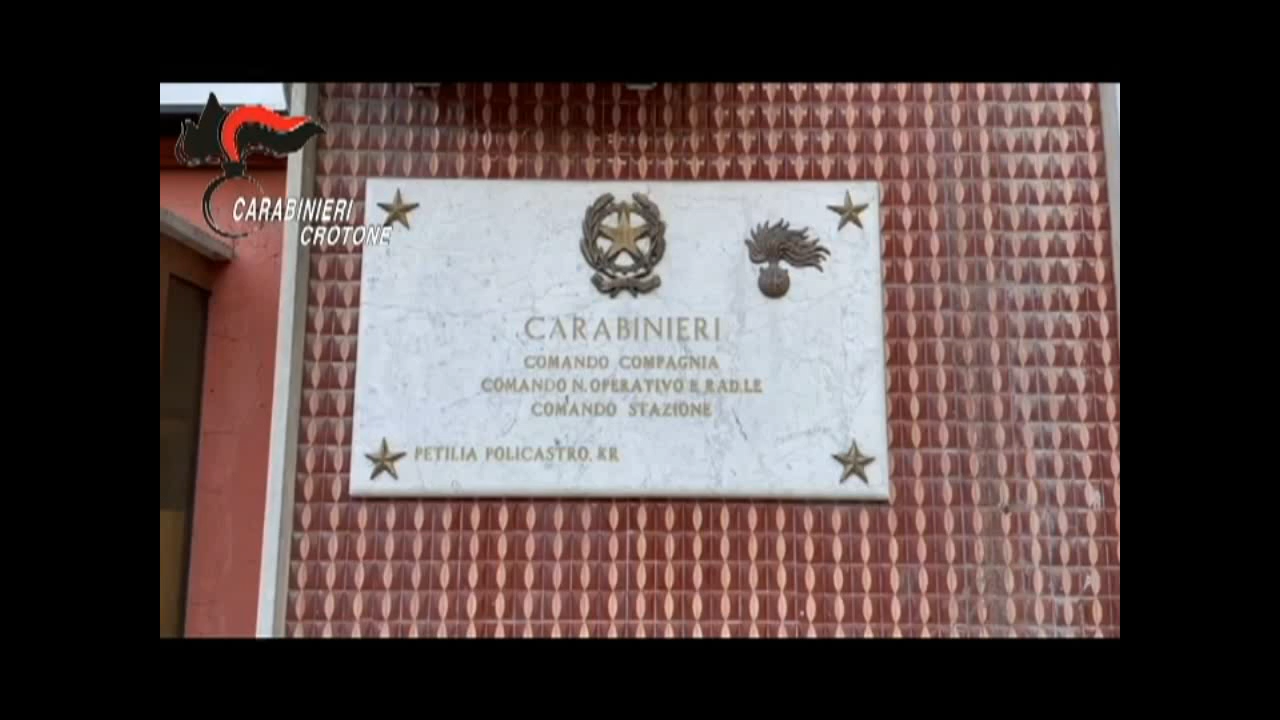 CARABINIERI
CROTONE
CARABINIERI
COMANDO COMPAGNIA
COMANDO N. OPERATIVO E RAD.LE
COMANDO STAZIONE
PETILIA POLICASTRO. KR